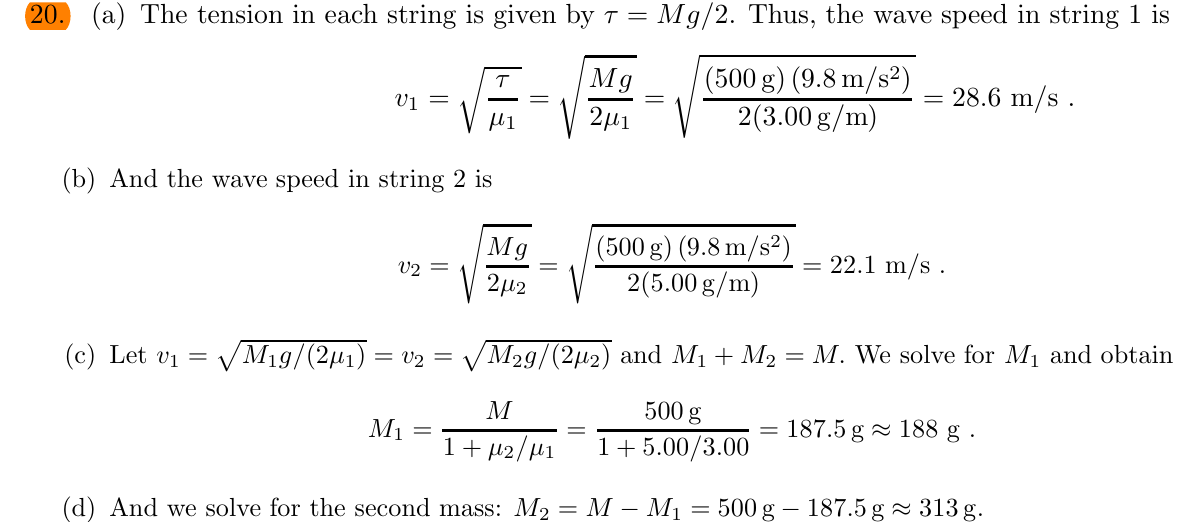 20. (a) The tension in each string is given by τ = Mg/2. Thus, the wave speed in string 1 is
v₁ = √(τ/μ₁) = √(Mg/2μ₁) = √((500 g) (9.8 m/s²)/2(3.00 g/m)) = 28.6 m/s .
(b) And the wave speed in string 2 is
v₂ = √(Mg/2μ₂) = √((500 g) (9.8 m/s²)/2(5.00 g/m)) = 22.1 m/s .
(c) Let v₁ = √(M₁g/(2μ₁)) = v₂ = √(M₂g/(2μ₂)) and M₁ + M₂ = M. We solve for M₁ and obtain
M₁ = M/(1 + μ₂/μ₁) = 500 g/(1 + 5.00/3.00) = 187.5 g ≈ 188 g .
(d) And we solve for the second mass: M₂ = M − M₁ = 500 g − 187.5 g ≈ 313 g.